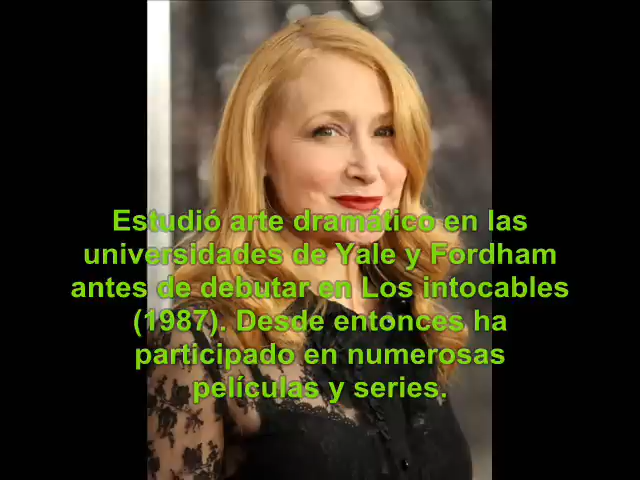 Estudió arte dramático en las
universidades de Yale y Fordham
antes de debutar en Los intocables
(1987). Desde entonces ha
participado en numerosas
películas y series.